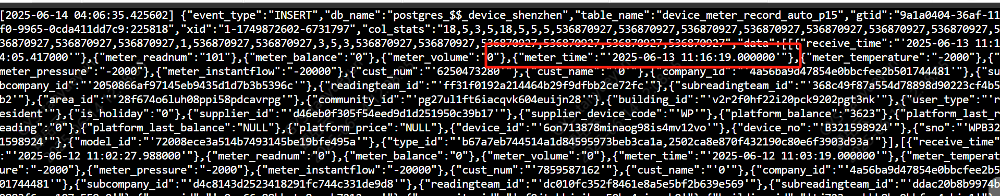 [2025-06-14 04:06:35.425602] {"event_type":"INSERT","db_name":"postgres_$$_device_shenzhen","table_name":"device_meter_record_auto_p15","gtid":"9a1a0404-36af-11
f0-9965-0cda411dd7c9:225818","xid":"1-1749872602-6731797","col_stats":"18,5,3,5,18,5,5,5,536870927,536870927,536870927,536870927,536870927,536870927,536870927,5
36870927,536870927,1,536870927,536870927,3,5,3,536870927,536870927,536870927,536870927,536870927,536870927","data":[[{"receive_time":"'2025-06-13 11:1
4:05.417000'"},{"meter_readnum":"101"},{"meter_balance":"0"},{"meter_volume":"0"},{"meter_time":"'2025-06-13 11:16:19.000000'"},{"meter_temperature":"-2000"},{"
meter_pressure":"-2000"},{"meter_instantflow":"-20000"},{"cust_num":"'6250473280'"},{"cust_name":"'0'"},{"company_id":"'4a56ba9d47854e0bbcfee2b501744481'"},{"su
bcompany_id":"'2050866af97145eb9435d1d7b3b5396c'"},{"readingteam_id":"'ff31f0192a214464b29f9dfbb2ce72fc'"},{"subreadingteam_id":"'368c49f87a554d78898d90223cf4b5
b2'"},{"area_id":"'28f674o6luh08ppi58pdcavrpg'"},{"community_id":"'pg27ul1ft6iacqvk604euijn28'"},{"building_id":"'v2r2f0hf22i20pck9202pgt3nk'"},{"user_type":"'r
esident'"},{"is_holiday":"0"},{"supplier_id":"'d46eb0f305f54eed9d1d251950c39b17'"},{"supplier_device_code":"'WP'"},{"platform_balance":"3623"},{"platform_last_r
eading":"0"},{"platform_last_balance":"NULL"},{"platform_price":"NULL"},{"device_id":"'6on713878minaog98is4mv12vo'"},{"device_no":"'B321598924'"},{"sno":"'WPB32
1598924'"},{"model_id":"'72008ece3a514b7493145be19bfe495a'"},{"type_id":"'b67a7eb744514a1d84595973beb3ca1a,2502ca8e870f432190c80e6f3903d93a'"}],[{"receive_time"
:"'2025-06-12 11:02:27.988000'"},{"meter_readnum":"0"},{"meter_balance":"0"},{"meter_volume":"0"},{"meter_time":"'2025-06-12 11:03:19.000000'"},{"meter_temperat
ure":"-2000"},{"meter_pressure":"-2000"},{"meter_instantflow":"-20000"},{"cust_num":"'7859587162'"},{"cust_name":"'0'"},{"company_id":"'4a56ba9d47854e0bbcfee2b5
01744481'"},{"subcompany_id":"'d4c8143d2523418291fc744c331de9d8'"},{"readingteam_id":"'dc010fc352f8461e8a5e5bf2b639e569'"},{"subreadingteam_id":"'ddac20b8b9974b